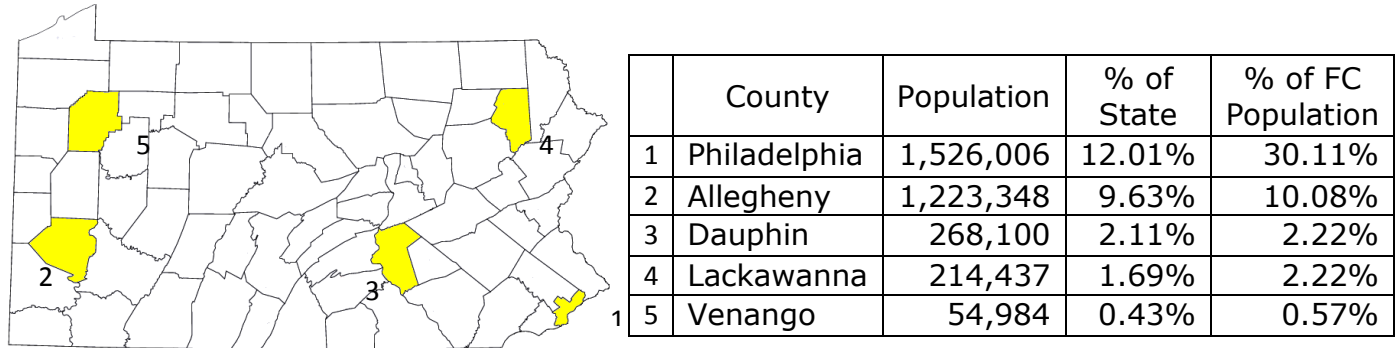 5
4
2
3
1
County Population % of State % of FC Population
1 Philadelphia 1,526,006 12.01% 30.11%
2 Allegheny 1,223,348 9.63% 10.08%
3 Dauphin 268,100 2.11% 2.22%
4 Lackawanna 214,437 1.69% 2.22%
5 Venango 54,984 0.43% 0.57%